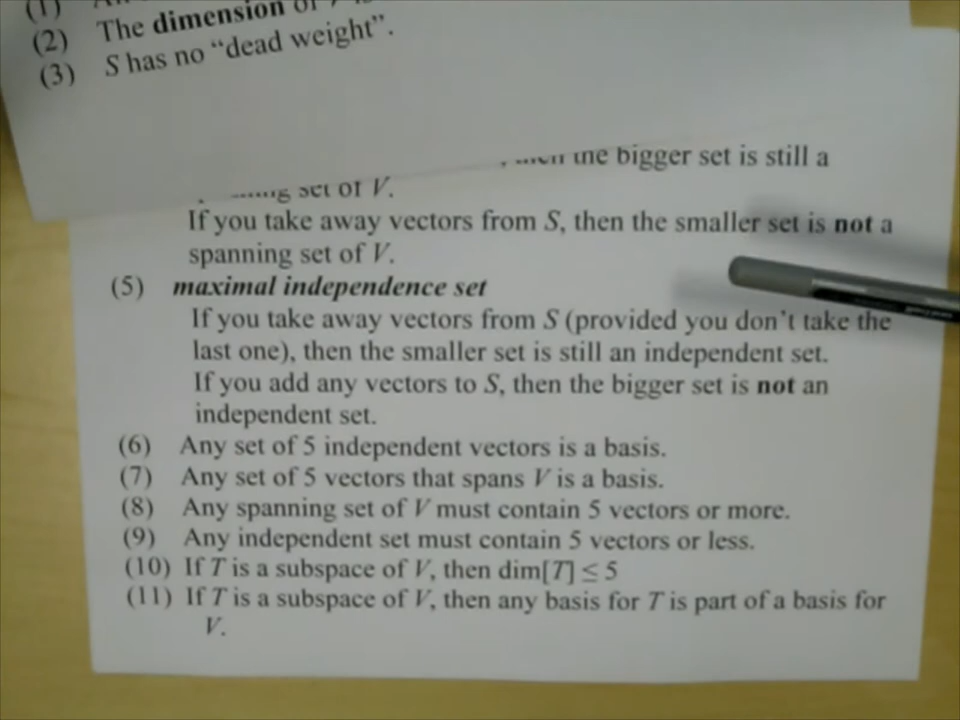 (1)
(2) The dimension of
(3) S has no “dead weight”.
the bigger set is still a
set of V.
If you take away vectors from S, then the smaller set is not a
spanning set of V.
(5) maximal independence set
If you take away vectors from S (provided you don’t take the
last one), then the smaller set is still an independent set.
If you add any vectors to S, then the bigger set is not an
independent set.
(6) Any set of 5 independent vectors is a basis.
(7) Any set of 5 vectors that spans V is a basis.
(8) Any spanning set of V must contain 5 vectors or more.
(9) Any independent set must contain 5 vectors or less.
(10) If T is a subspace of V, then dim[T] ≤ 5
(11) If T is a subspace of V, then any basis for T is part of a basis for
V.